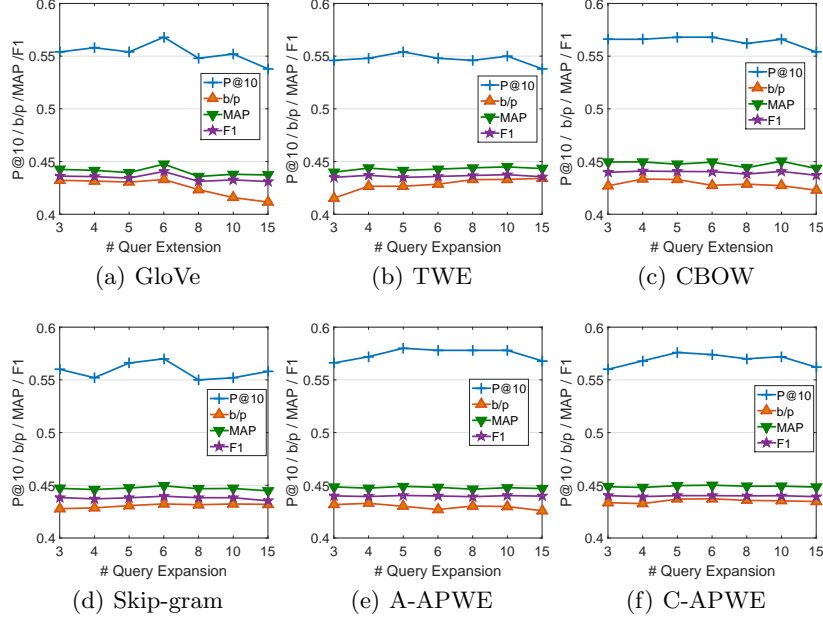 0.6
0.55
0.5
0.45
0.4
P@10 / b/p / MAP / F1
P@10
b/p
MAP
F1
3 4 5 6 8 10 15
# Quer Extension
(a) GloVe
0.6
0.55
0.5
0.45
0.4
P@10 / b/p / MAP / F1
P@10
b/p
MAP
F1
3 4 5 6 8 10 15
# Query Expansion
(b) TWE
0.6
0.55
0.5
0.45
0.4
P@10 / b/p / MAP / F1
P@10
b/p
MAP
F1
3 4 5 6 8 10 15
# Query Expansion
(c) CBOW
0.6
0.55
0.5
0.45
0.4
P@10 / b/p / MAP / F1
P@10
b/p
MAP
F1
3 4 5 6 8 10 15
# Query Expansion
(d) Skip-gram
0.6
0.55
0.5
0.45
0.4
P@10 / b/p / MAP / F1
P@10
b/p
MAP
F1
3 4 5 6 8 10 15
# Query Expansion
(e) A-APWE
0.6
0.55
0.5
0.45
0.4
P@10 / b/p / MAP / F1
P@10
b/p
MAP
F1
3 4 5 6 8 10 15
# Query Expansion
(f) C-APWE